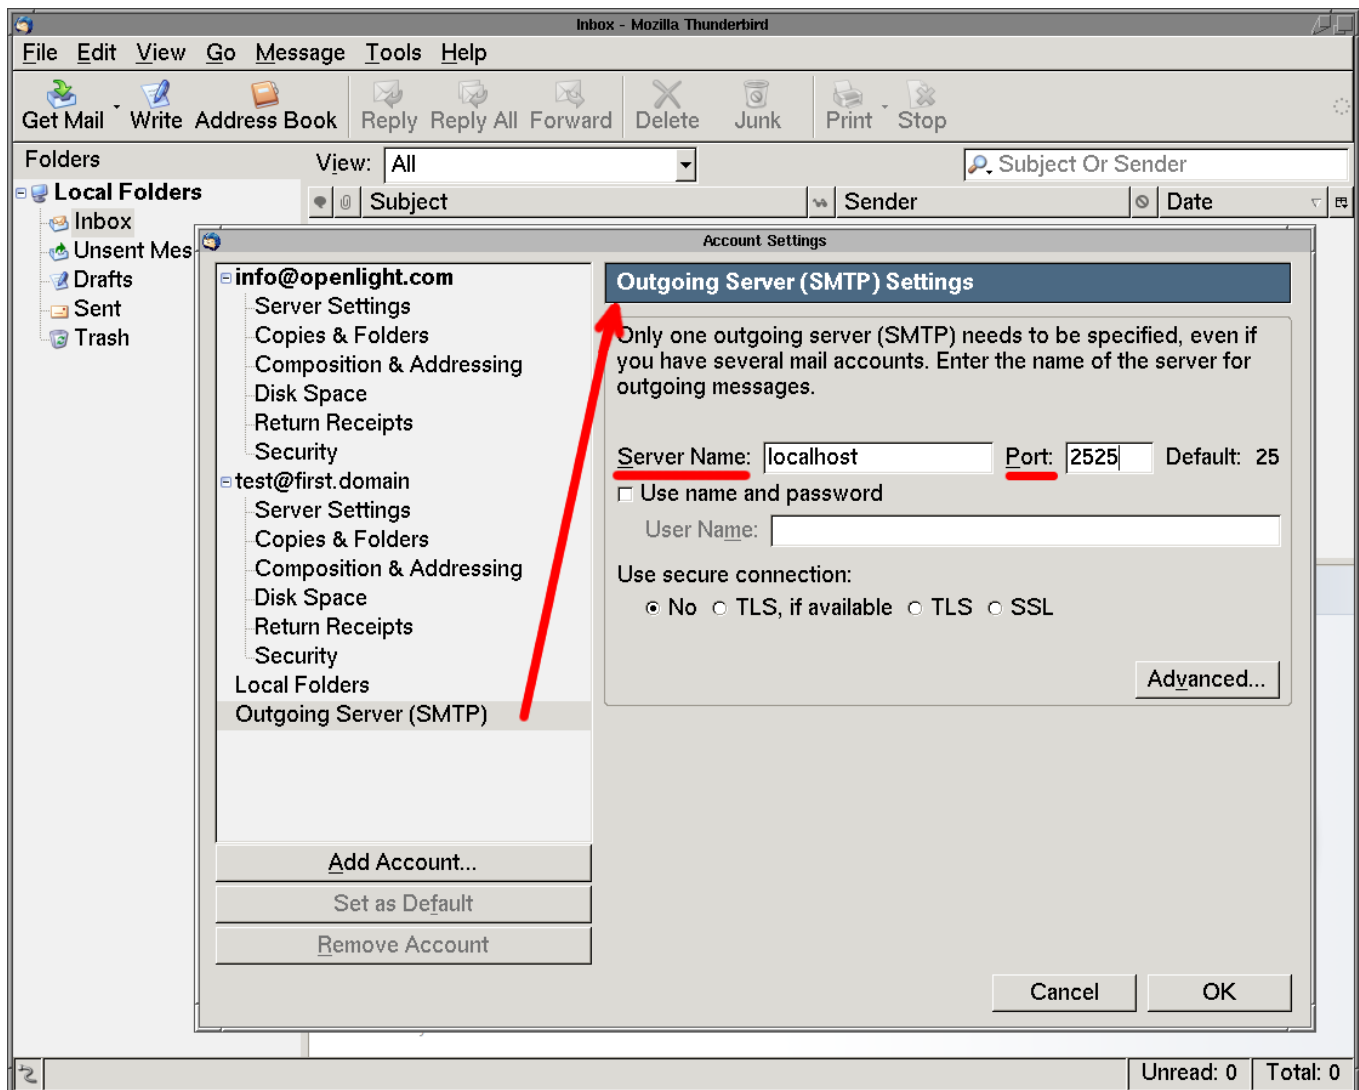 Inbox - Mozilla Thunderbird
File Edit View Go Message Tools Help
Get Mail Write Address Book Reply Reply All Forward Delete Junk Print Stop
Folders
View: All
Subject Or Sender
Local Folders
Subject Sender Date
Inbox
Unsent Mes
Drafts
Sent
Trash
Account Settings
info@openlight.com
Server Settings
Copies & Folders
Composition & Addressing
Disk Space
Return Receipts
Security
test@first.domain
Server Settings
Copies & Folders
Composition & Addressing
Disk Space
Return Receipts
Security
Local Folders
Outgoing Server (SMTP)
Add Account...
Set as Default
Remove Account
Outgoing Server (SMTP) Settings
Only one outgoing server (SMTP) needs to be specified, even if
you have several mail accounts. Enter the name of the server for
outgoing messages.
Server Name: localhost Port: 2525 Default: 25
Use name and password
User Name:
Use secure connection:
No TLS, if available TLS SSL
Advanced...
Cancel OK
Unread: 0 Total: 0